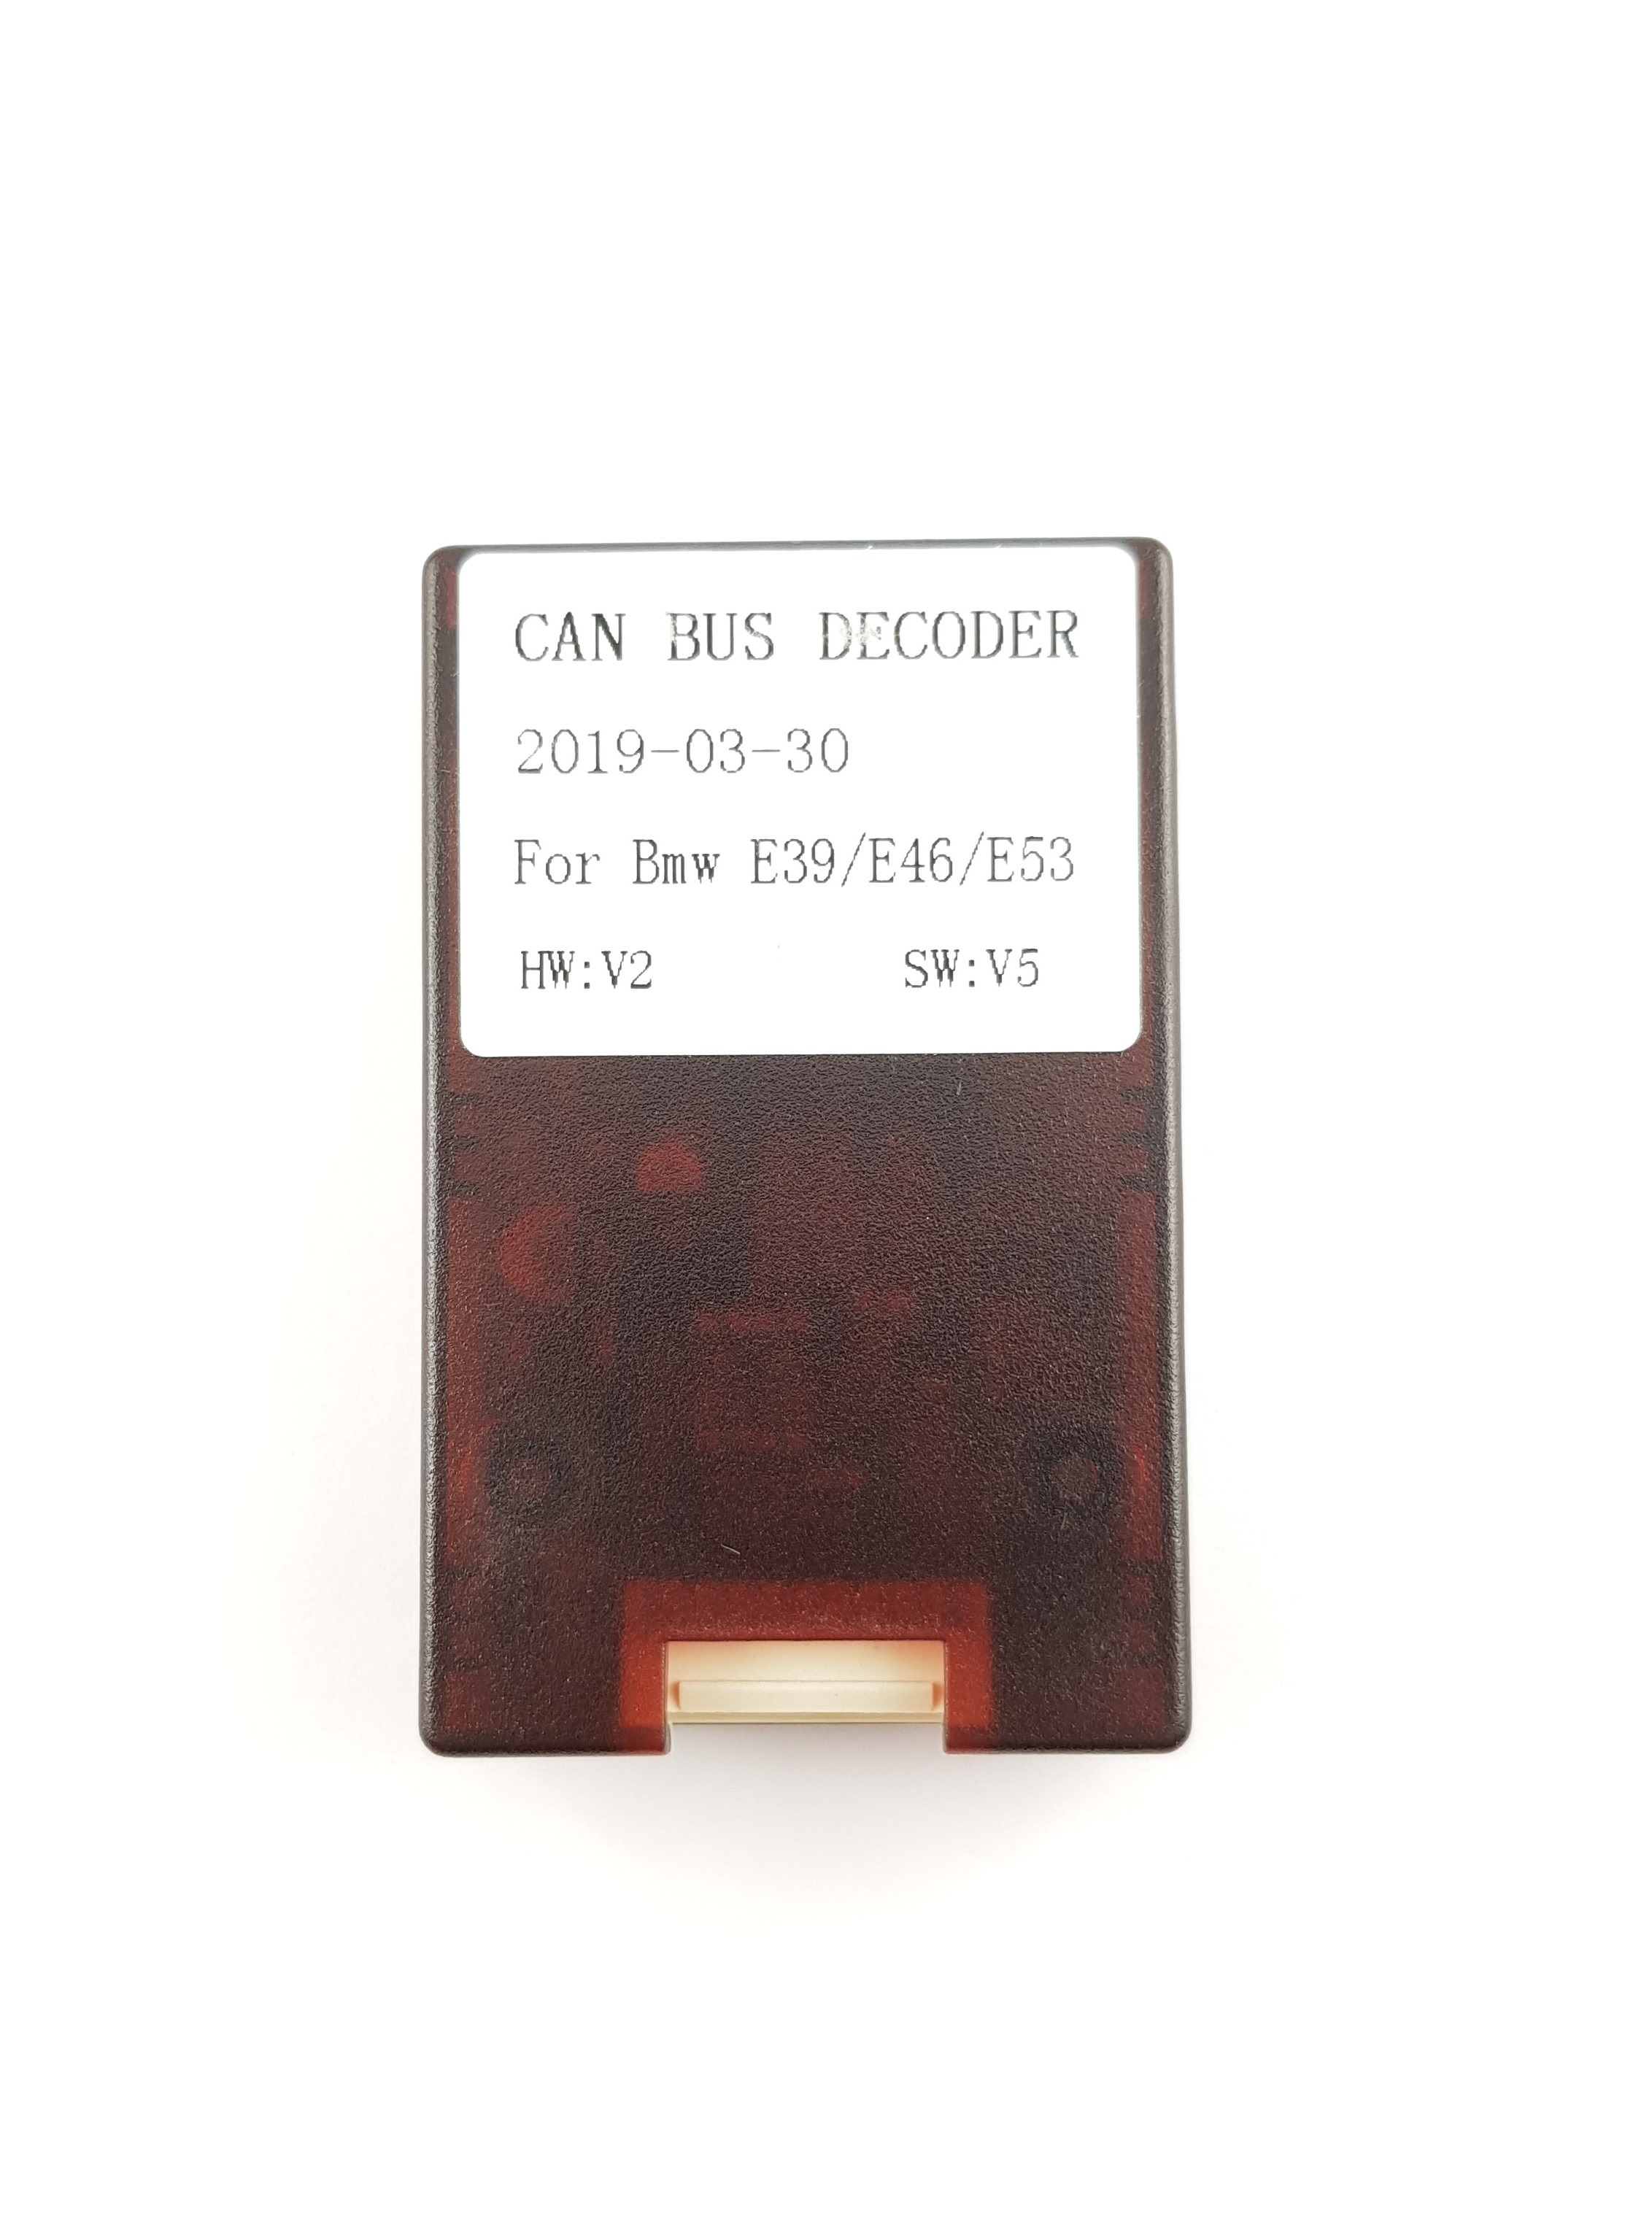 CAN BUS DECODER
2019-03-30
For Bmw E39/E46/E53
HW:V2 SW:V5